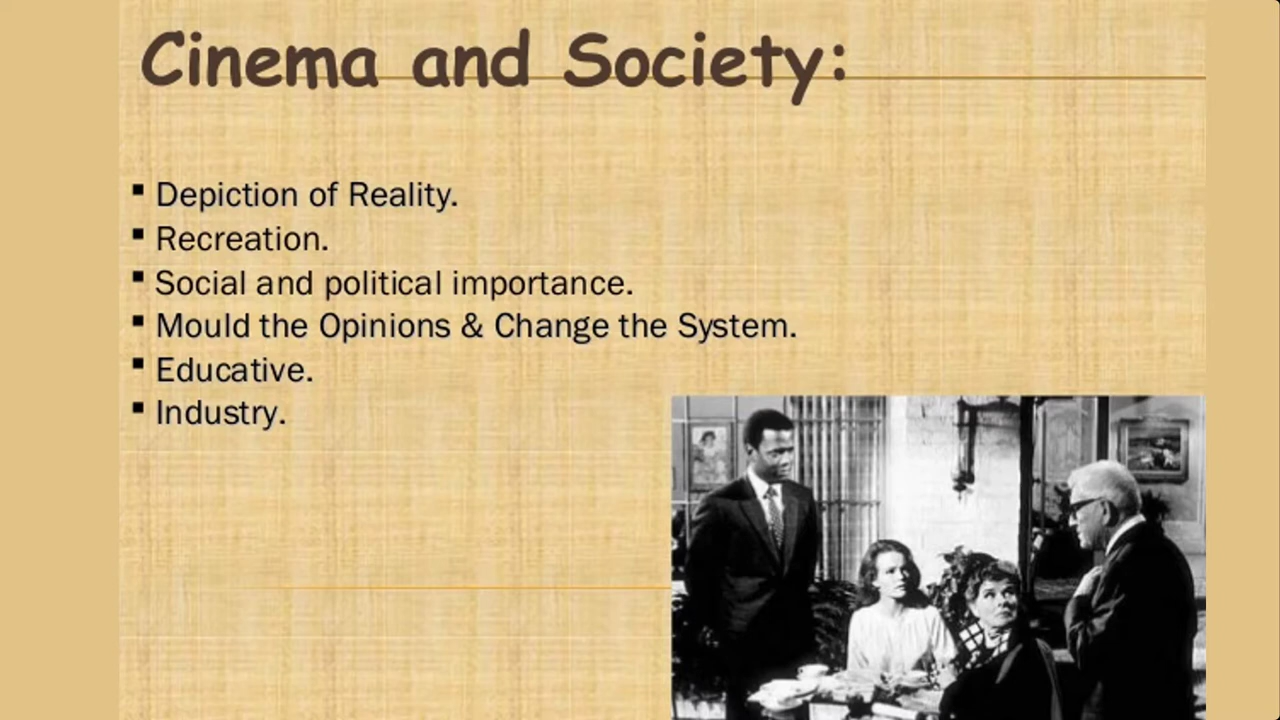 Cinema and Society:
▪ Depiction of Reality.
▪ Recreation.
▪ Social and political importance.
▪ Mould the Opinions & Change the System.
▪ Educative.
▪ Industry.